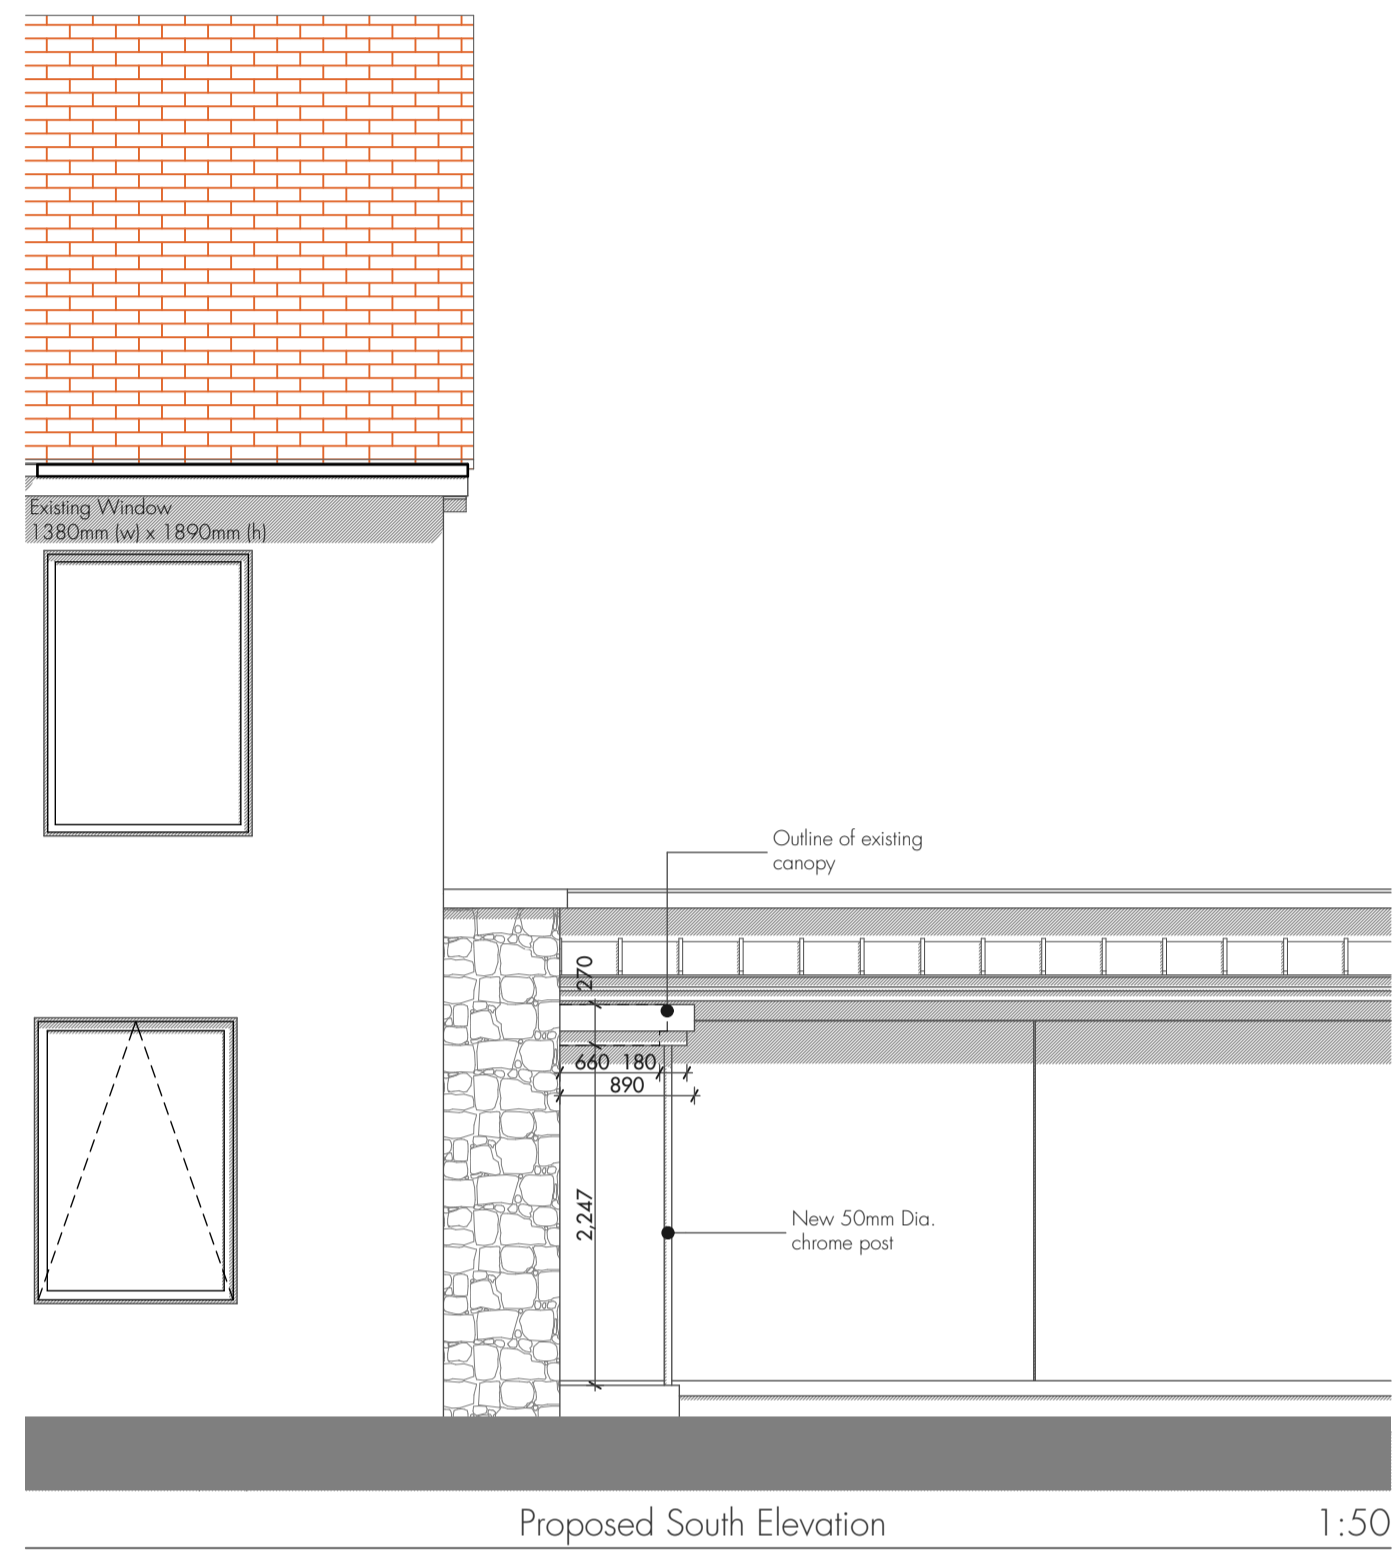 Existing Window
1380mm (w) x 1890mm (h)
Outline of existing
canopy
270
660 180
890
2,247
New 50mm Dia.
chrome post
Proposed South Elevation
1:50